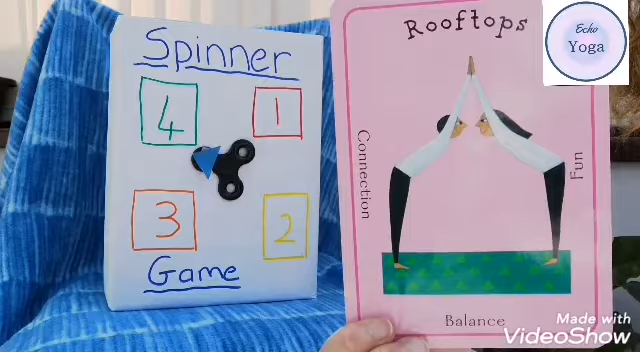 Spinner
4
1
3
2
Game
Rooftops
Connection
Fun
Balance
Echo
Yoga
Made with
VideoShow